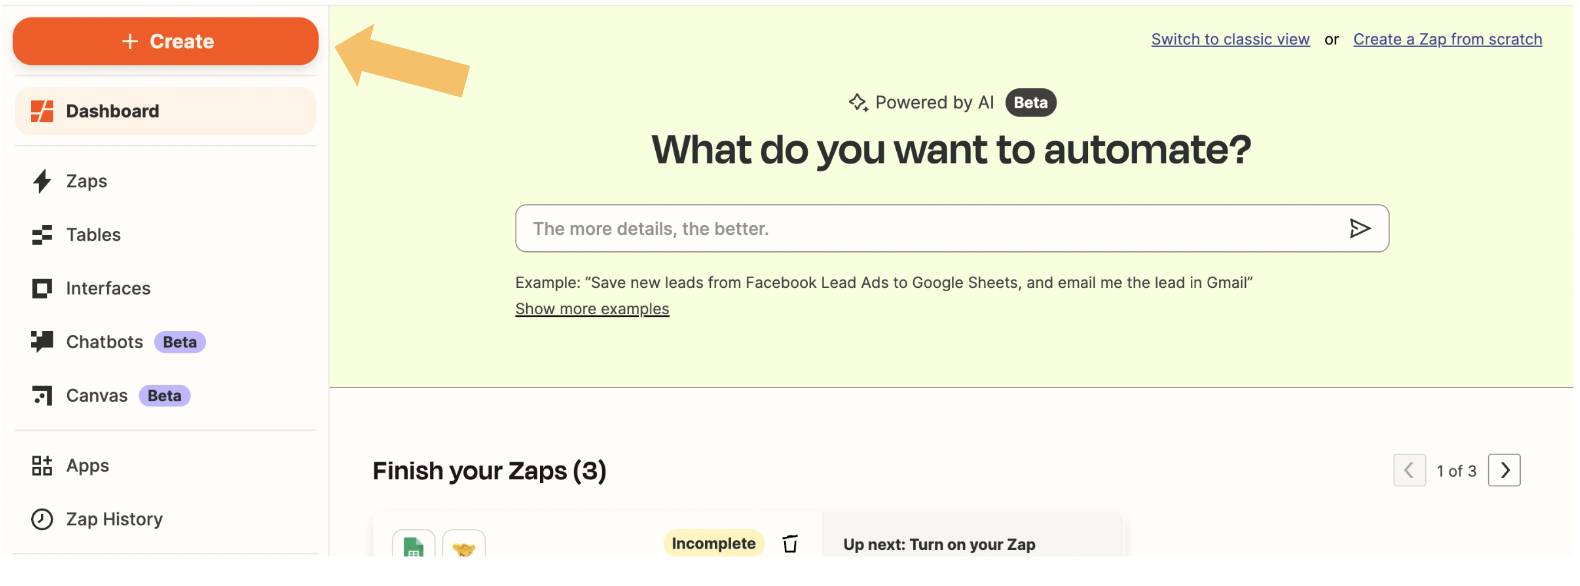 + Create
Dashboard
Zaps
Tables
Interfaces
Chatbots Beta
Canvas Beta
Apps
Zap History
Switch to classic view or Create a Zap from scratch
Powered by AI Beta
What do you want to automate?
The more details, the better.
Example: “Save new leads from Facebook Lead Ads to Google Sheets, and email me the lead in Gmail”
Show more examples
Finish your Zaps (3)
1 of 3
Incomplete
Up next: Turn on your Zap